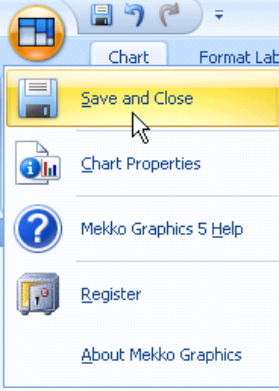 Chart Format Lab
Save and Close
Chart Properties
Mekko Graphics 5 Help
Register
About Mekko Graphics